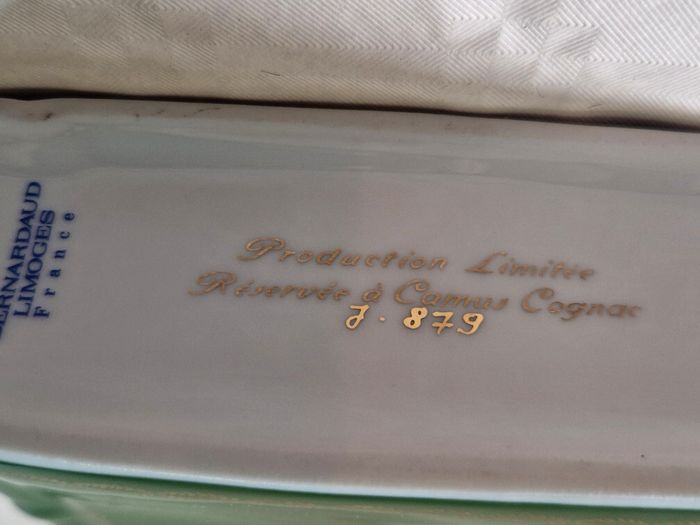 BERNARDAUD
LIMOGES
France
Production Limitée
Réservée à Camus Cognac
J. 879